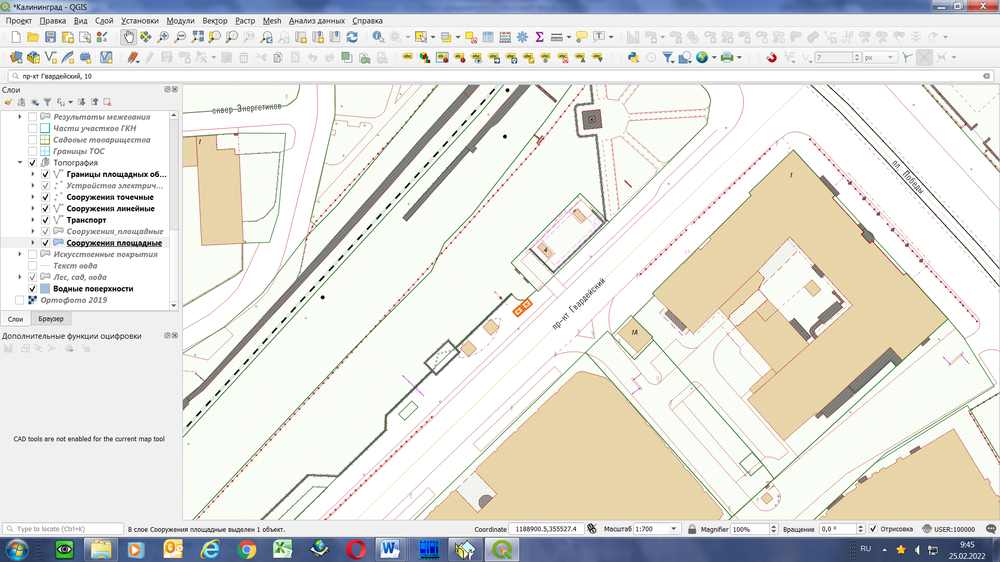 *Калининград - QGIS
Проект Правка Вид Слой Установки Модули Вектор Растр Mesh Анализ данных Справка
7 px
пр-кт Гвардейский, 10
Слои
Результаты межевания
Части участков ГКН
Садовые товарищества
Границы ТОС
Топография
Границы площадных об...
Устройства электрич...
Сооружения точечные
Сооружения линейные
Транспорт
Сооружения_площадные
Сооружения площадные
Искусственные покрытия
Текст вода
Лес, сад, вода
Водные поверхности
Ортофото 2019
Слои Браузер
Дополнительные функции оцифровки
CAD tools are not enabled for the current map tool
сквер Энергетиков
1
пл. Победы
1
4
пр-кт Гвардейский
1А
Type to locate (Ctrl+K)
В слое Сооружения площадные выделен 1 объект.
Coordinate 1188900.5,355527.4
Масштаб 1:700
Magnifier 100%
Вращение 0,0 °
Отрисовка
USER:100000
RU
9:45
25.02.2022